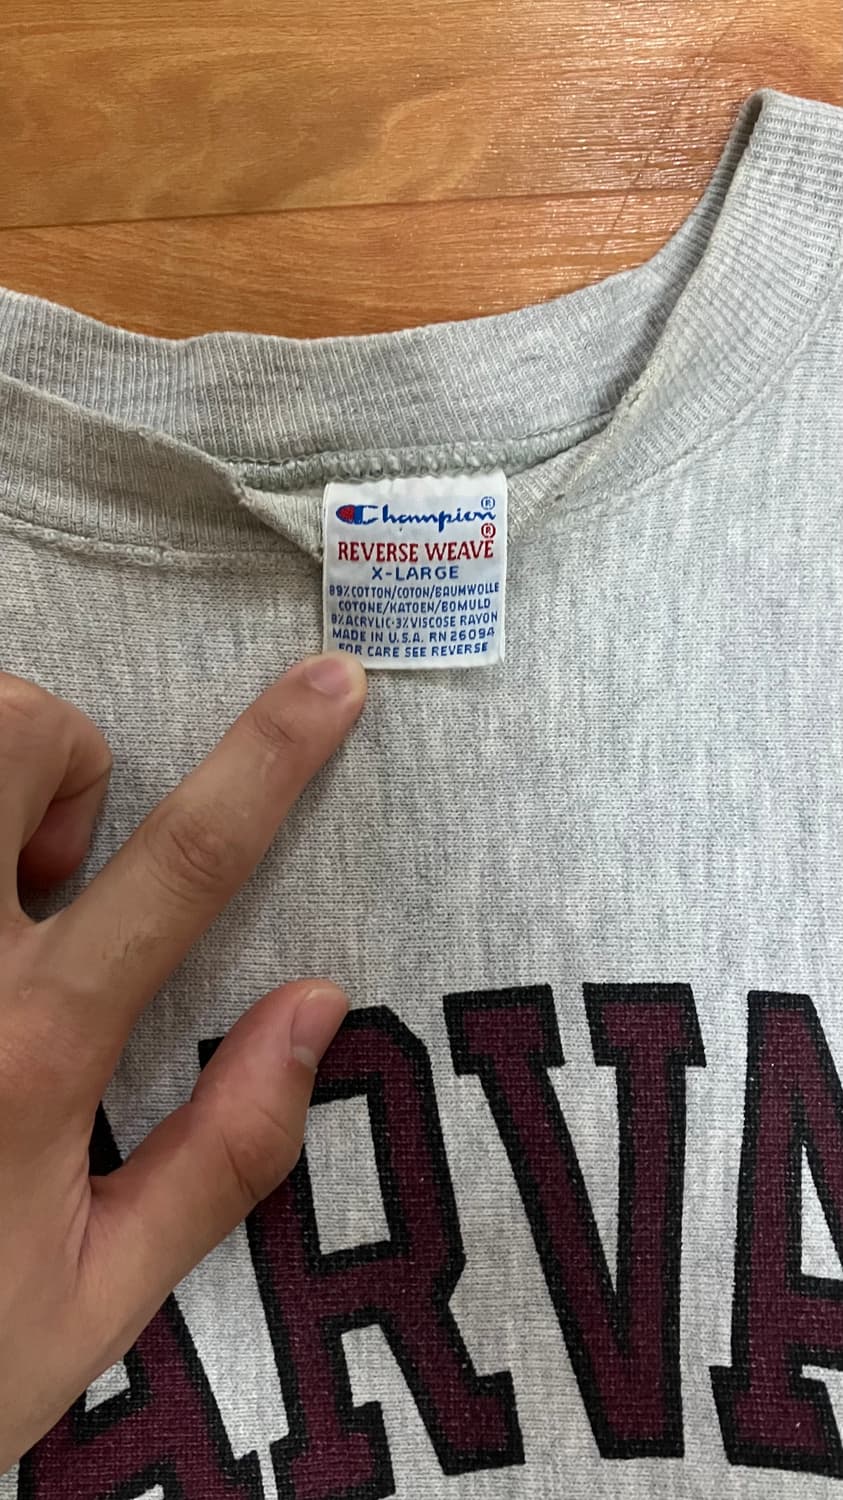 Champion®
REVERSE WEAVE®
X-LARGE
89% COTTON/COTON/BAUMWOLLE
COTONE/KATOEN/BOMULD
8% ACRYLIC·3% VISCOSE RAYON
MADE IN U.S.A. RN 26094
FOR CARE SEE REVERSE
ARVA